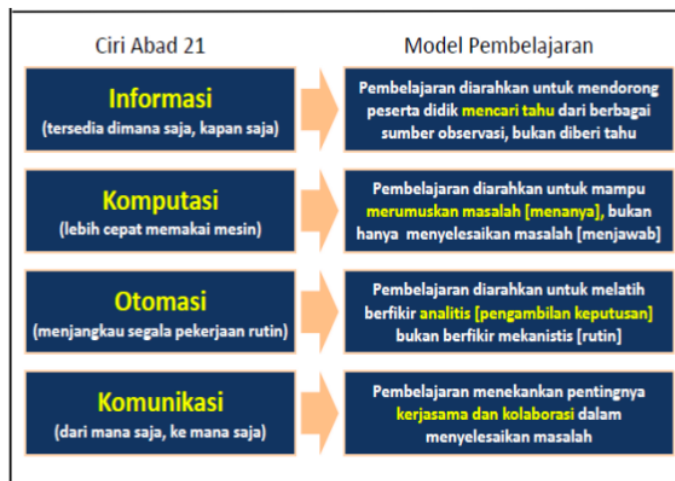 Ciri Abad 21
Model Pembelajaran
Informasi
(tersedia dimana saja, kapan saja)
Pembelajaran diarahkan untuk mendorong
peserta didik mencari tahu dari berbagai
sumber observasi, bukan diberi tahu
Komputasi
(lebih cepat memakai mesin)
Pembelajaran diarahkan untuk mampu
merumuskan masalah [menanya], bukan
hanya menyelesaikan masalah [menjawab]
Otomasi
(menjangkau segala pekerjaan rutin)
Pembelajaran diarahkan untuk melatih
berfikir analitis [pengambilan keputusan]
bukan berfikir mekanistis [rutin]
Komunikasi
(dari mana saja, ke mana saja)
Pembelajaran menekankan pentingnya
kerjasama dan kolaborasi dalam
menyelesaikan masalah